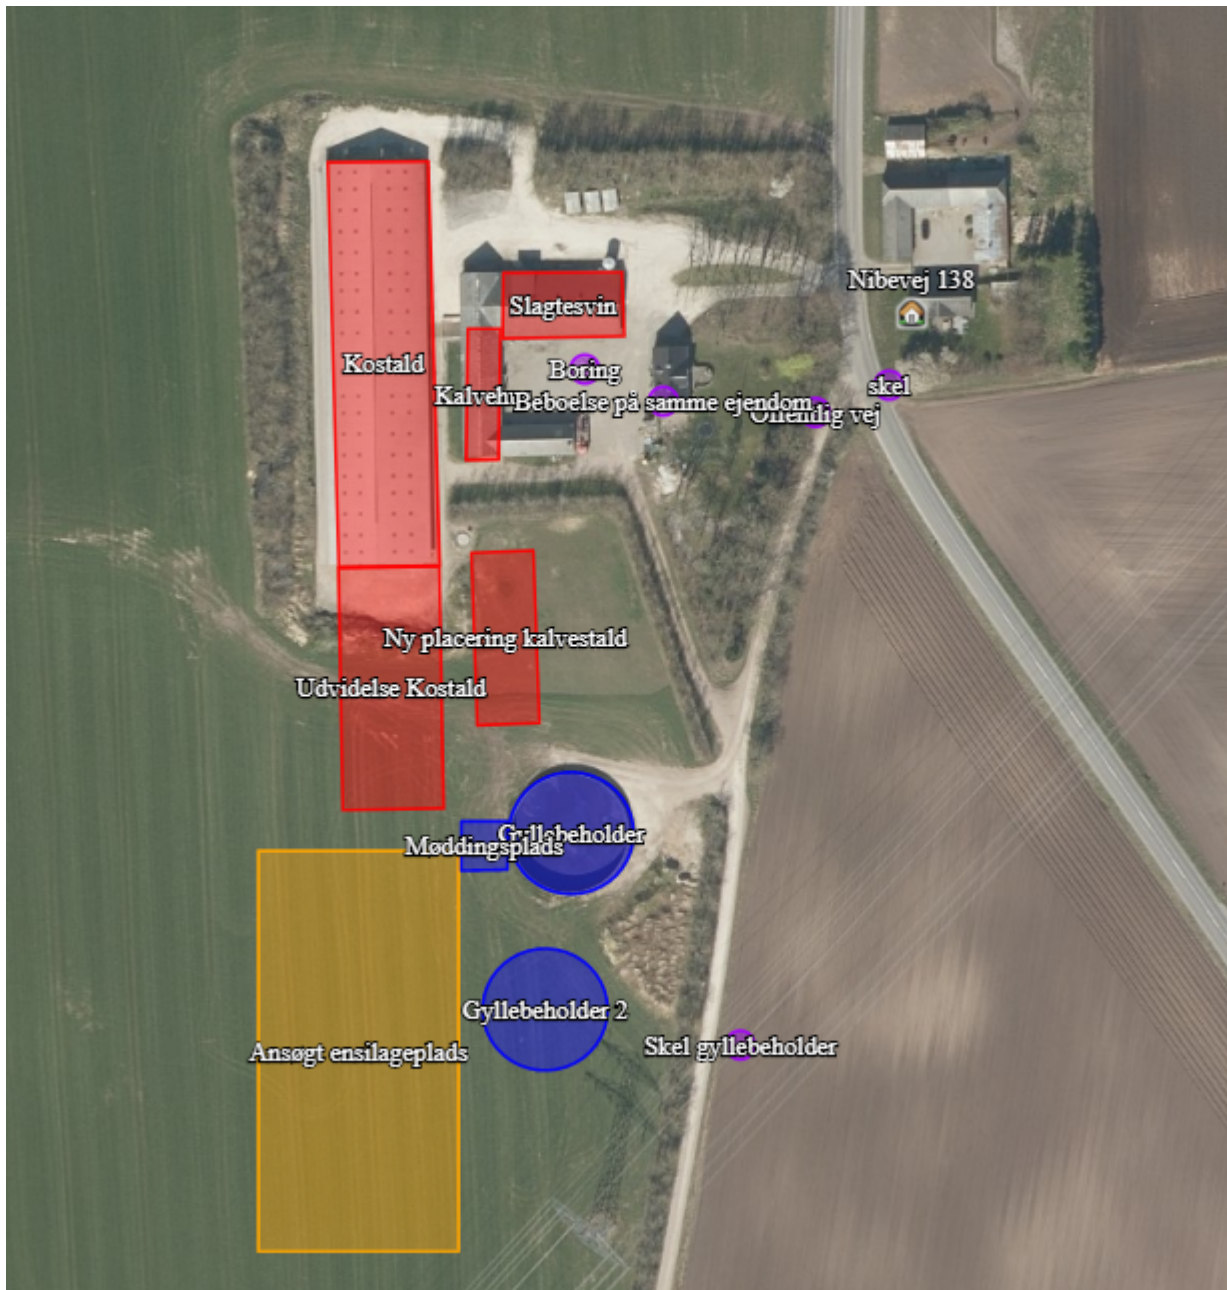 Nibevej 138
Slagtesvin
Kostald
Boring
skel
Beboelse på samme ejendom
vej
Ny placering kalvestald
Udvidelse Kostald
Gyllebeholder
Møddingsplads
Gyllebeholder 2
Skel gyllebeholder
Ansøgt ensilageplads